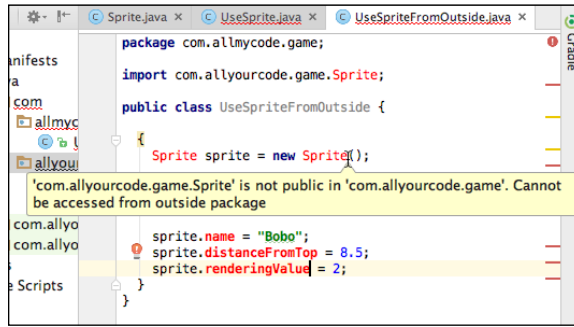 Sprite.java × UseSprite.java × UseSpriteFromOutside.java ×
Gradle
package com.allmycode.game;
anifests
import com.allyourcode.game.Sprite;
com
public class UseSpriteFromOutside {
allmyc
{
allyour
Sprite sprite = new Sprite();
'com.allyourcode.game.Sprite' is not public in 'com.allyourcode.game'. Cannot
be accessed from outside package
com.allyo
sprite.name = "Bobo";
com.allyo
sprite.distanceFromTop = 8.5;
sprite.renderingValue = 2;
e Scripts
}
}